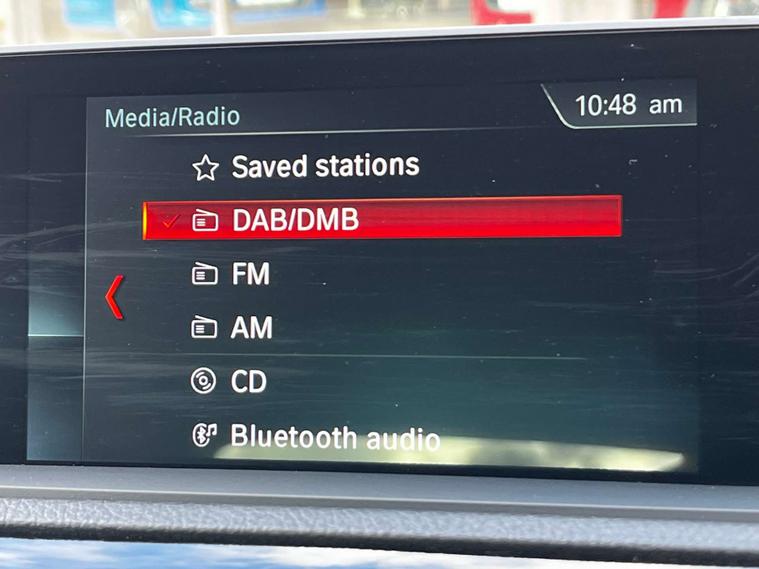 Media/Radio
10:48 am
Saved stations
DAB/DMB
FM
AM
CD
Bluetooth audio